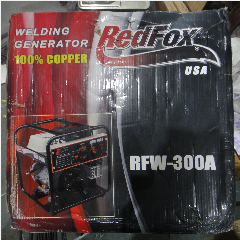 WELDING
GENERATOR
100% COPPER
RedFox
USA
RFW-300A